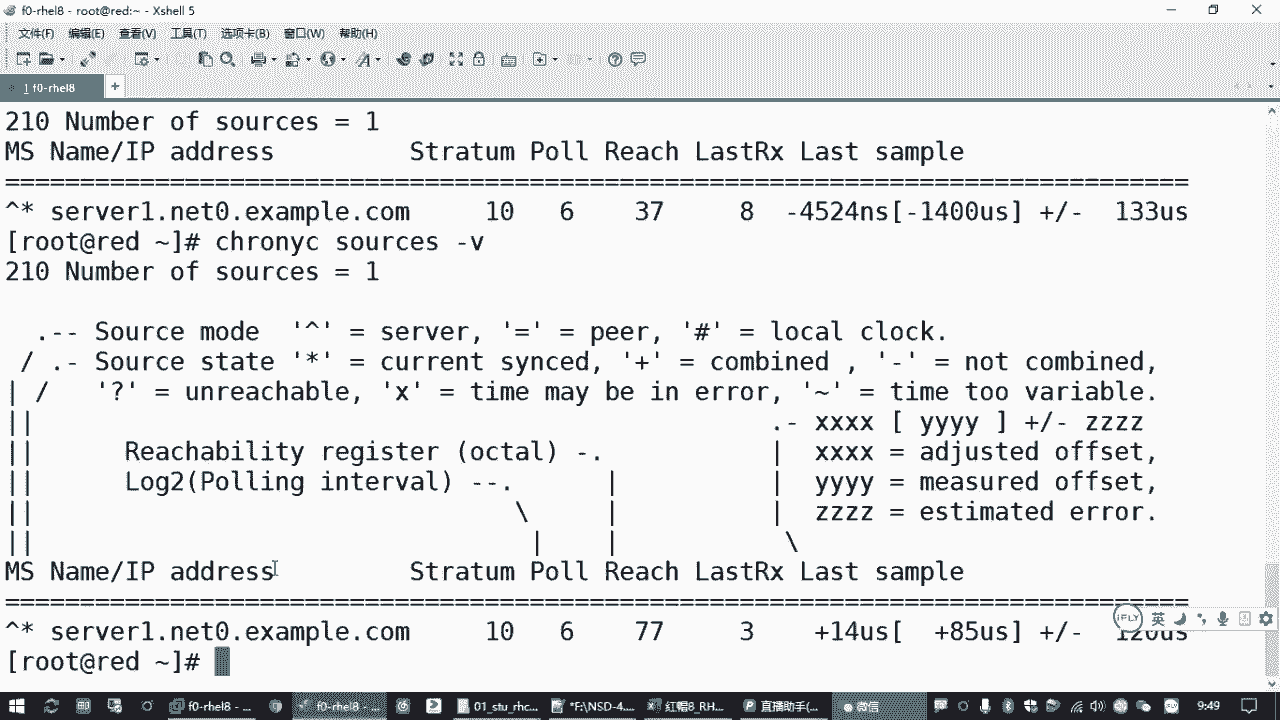 f0-rhel8 - root@red:~ - Xshell 5
文件(F) 编辑(E) 查看(V) 工具(T) 选项卡(B) 窗口(W) 帮助(H)
1 f0-rhel8 +
210 Number of sources = 1
MS Name/IP address         Stratum Poll Reach LastRx Last sample
===============================================================================
^* server1.net0.example.com     10   6    37     8  -4524ns[-1400us] +/-  133us
[root@red ~]# chronyc sources -v
210 Number of sources = 1
  .-- Source mode  '^' = server, '=' = peer, '#' = local clock.
 / .- Source state '*' = current synced, '+' = combined , '-' = not combined,
| /   '?' = unreachable, 'x' = time may be in error, '~' = time too variable.
||                                                 .- xxxx [ yyyy ] +/- zzzz
||      Reachability register (octal) -.           |  xxxx = adjusted offset,
||      Log2(Polling interval) --.      |          |  yyyy = measured offset,
||                                \     |          |  zzzz = estimated error.
||                                 |    |           \
MS Name/IP address         Stratum Poll Reach LastRx Last sample
===============================================================================
^* server1.net0.example.com     10   6    77     3    +14us[  +85us] +/-  120us
[root@red ~]#
iFLY 英
f0-rhel8 - ... f0-rhel8 -... 01_stu_rhc... *F:\NSD-4... 紅帽8_RH... 直播助手(... 微信 9:49